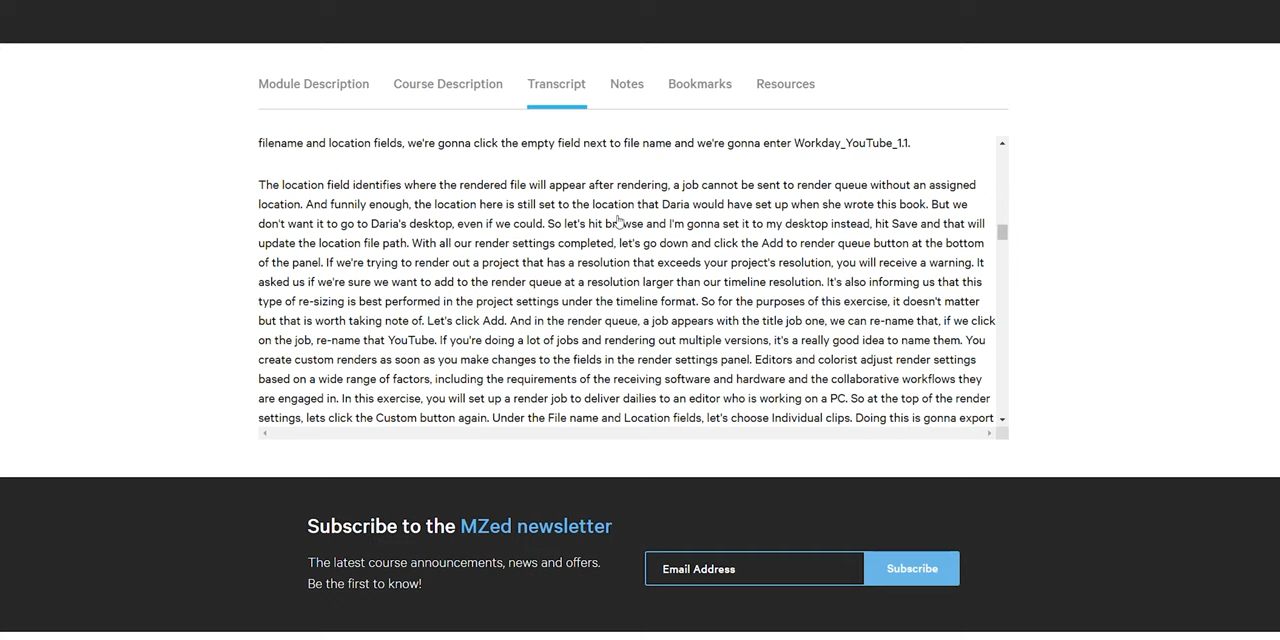 Module Description Course Description Transcript Notes Bookmarks Resources
filename and location fields, we're gonna click the empty field next to file name and we're gonna enter Workday_YouTube_1.1.
The location field identifies where the rendered file will appear after rendering, a job cannot be sent to render queue without an assigned
location. And funnily enough, the location here is still set to the location that Daria would have set up when she wrote this book. But we
don't want it to go to Daria's desktop, even if we could. So let's hit browse and I'm gonna set it to my desktop instead, hit Save and that will
update the location file path. With all our render settings completed, let's go down and click the Add to render queue button at the bottom
of the panel. If we're trying to render out a project that has a resolution that exceeds your project's resolution, you will receive a warning. It
asked us if we're sure we want to add to the render queue at a resolution larger than our timeline resolution. It's also informing us that this
type of re-sizing is best performed in the project settings under the timeline format. So for the purposes of this exercise, it doesn't matter
but that is worth taking note of. Let's click Add. And in the render queue, a job appears with the title job one, we can re-name that, if we click
on the job, re-name that YouTube. If you're doing a lot of jobs and rendering out multiple versions, it's a really good idea to name them. You
create custom renders as soon as you make changes to the fields in the render settings panel. Editors and colorist adjust render settings
based on a wide range of factors, including the requirements of the receiving software and hardware and the collaborative workflows they
are engaged in. In this exercise, you will set up a render job to deliver dailies to an editor who is working on a PC. So at the top of the render
settings, lets click the Custom button again. Under the File name and Location fields, let's choose Individual clips. Doing this is gonna export
Subscribe to the MZed newsletter
The latest course announcements, news and offers.
Be the first to know!
Email Address
Subscribe